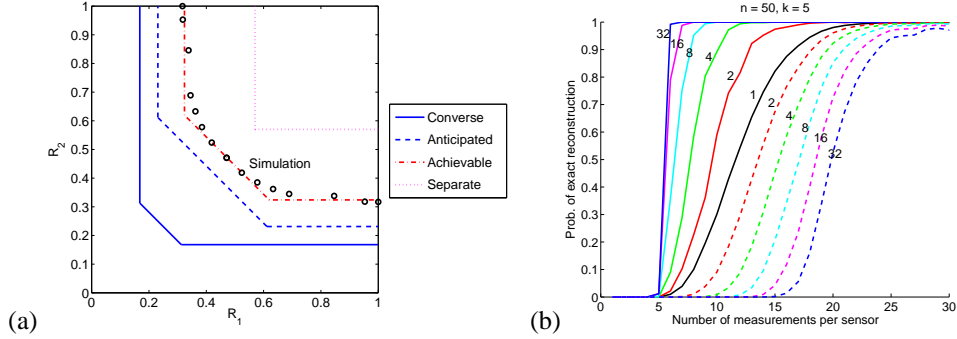 (a)
R2
1
0.9
0.8
0.7
0.6
0.5
0.4
0.3
0.2
0.1
0
0 0.2 0.4 0.6 0.8 1
R1
Simulation
Converse
Anticipated
Achievable
Separate
(b)
n = 50, k = 5
Prob. of exact reconstruction
1
0.9
0.8
0.7
0.6
0.5
0.4
0.3
0.2
0.1
0
32
16
8
4
2
1
2
4
8
16
32
0 5 10 15 20 25 30
Number of measurements per sensor